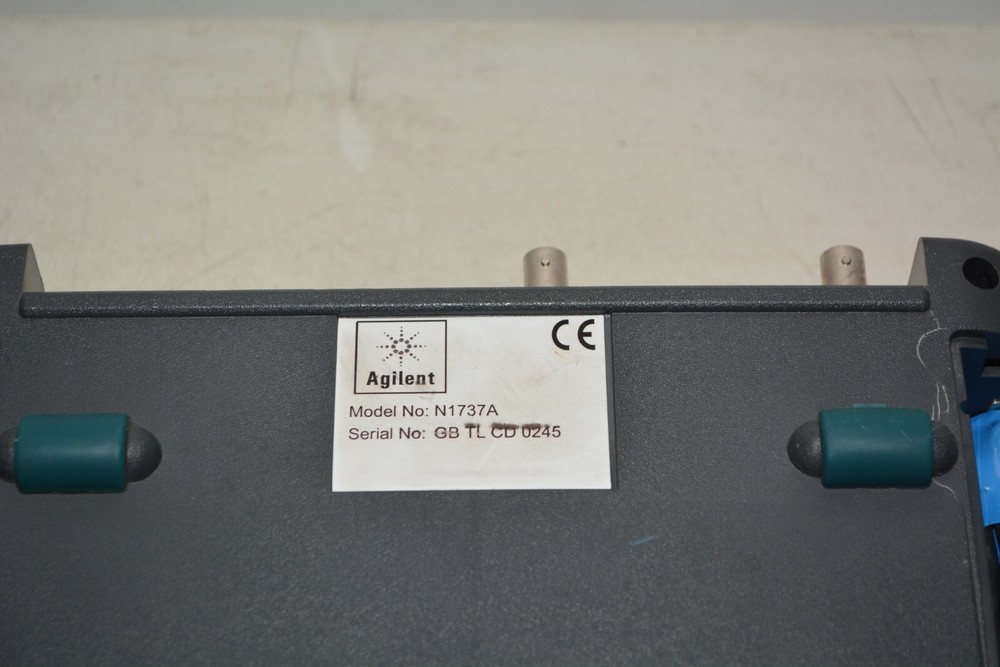 Agilent
CE
Model No: N1737A
Serial No: GB TL CD 0245